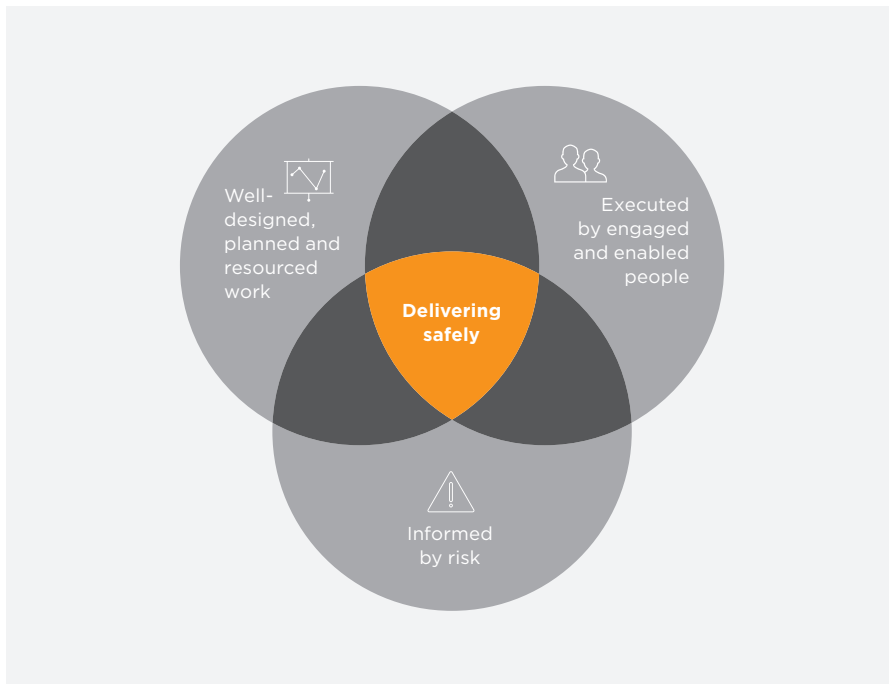 Well-
designed,
planned and
resourced
work
Executed
by engaged
and enabled
people
Delivering
safely
Informed
by risk